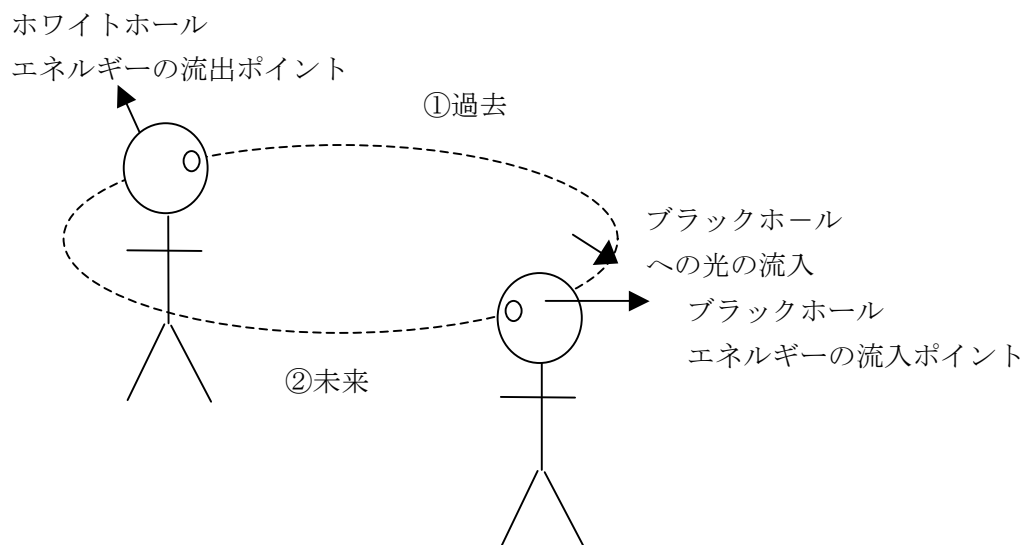 ホワイトホール
エネルギーの流出ポイント
①過去
ブラックホール
への光の流入
ブラックホール
エネルギーの流入ポイント
②未来